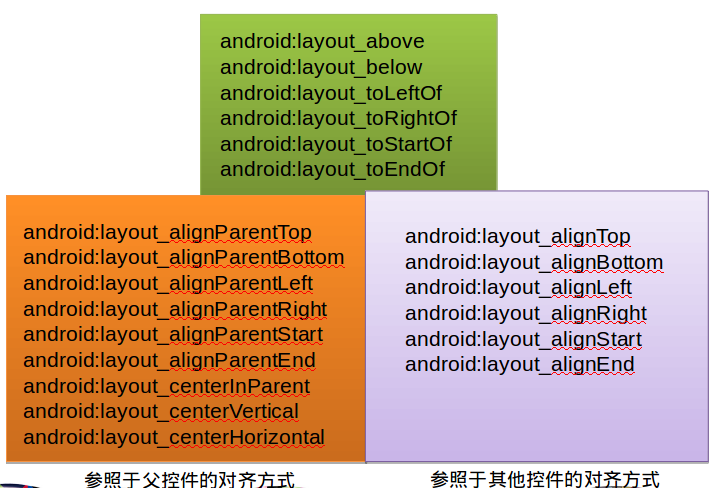 android:layout_above
android:layout_below
android:layout_toLeftOf
android:layout_toRightOf
android:layout_toStartOf
android:layout_toEndOf
android:layout_alignParentTop
android:layout_alignParentBottom
android:layout_alignParentLeft
android:layout_alignParentRight
android:layout_alignParentStart
android:layout_alignParentEnd
android:layout_centerInParent
android:layout_centerVertical
android:layout_centerHorizontal
android:layout_alignTop
android:layout_alignBottom
android:layout_alignLeft
android:layout_alignRight
android:layout_alignStart
android:layout_alignEnd
参照于父控件的对齐方式
参照于其他控件的对齐方式